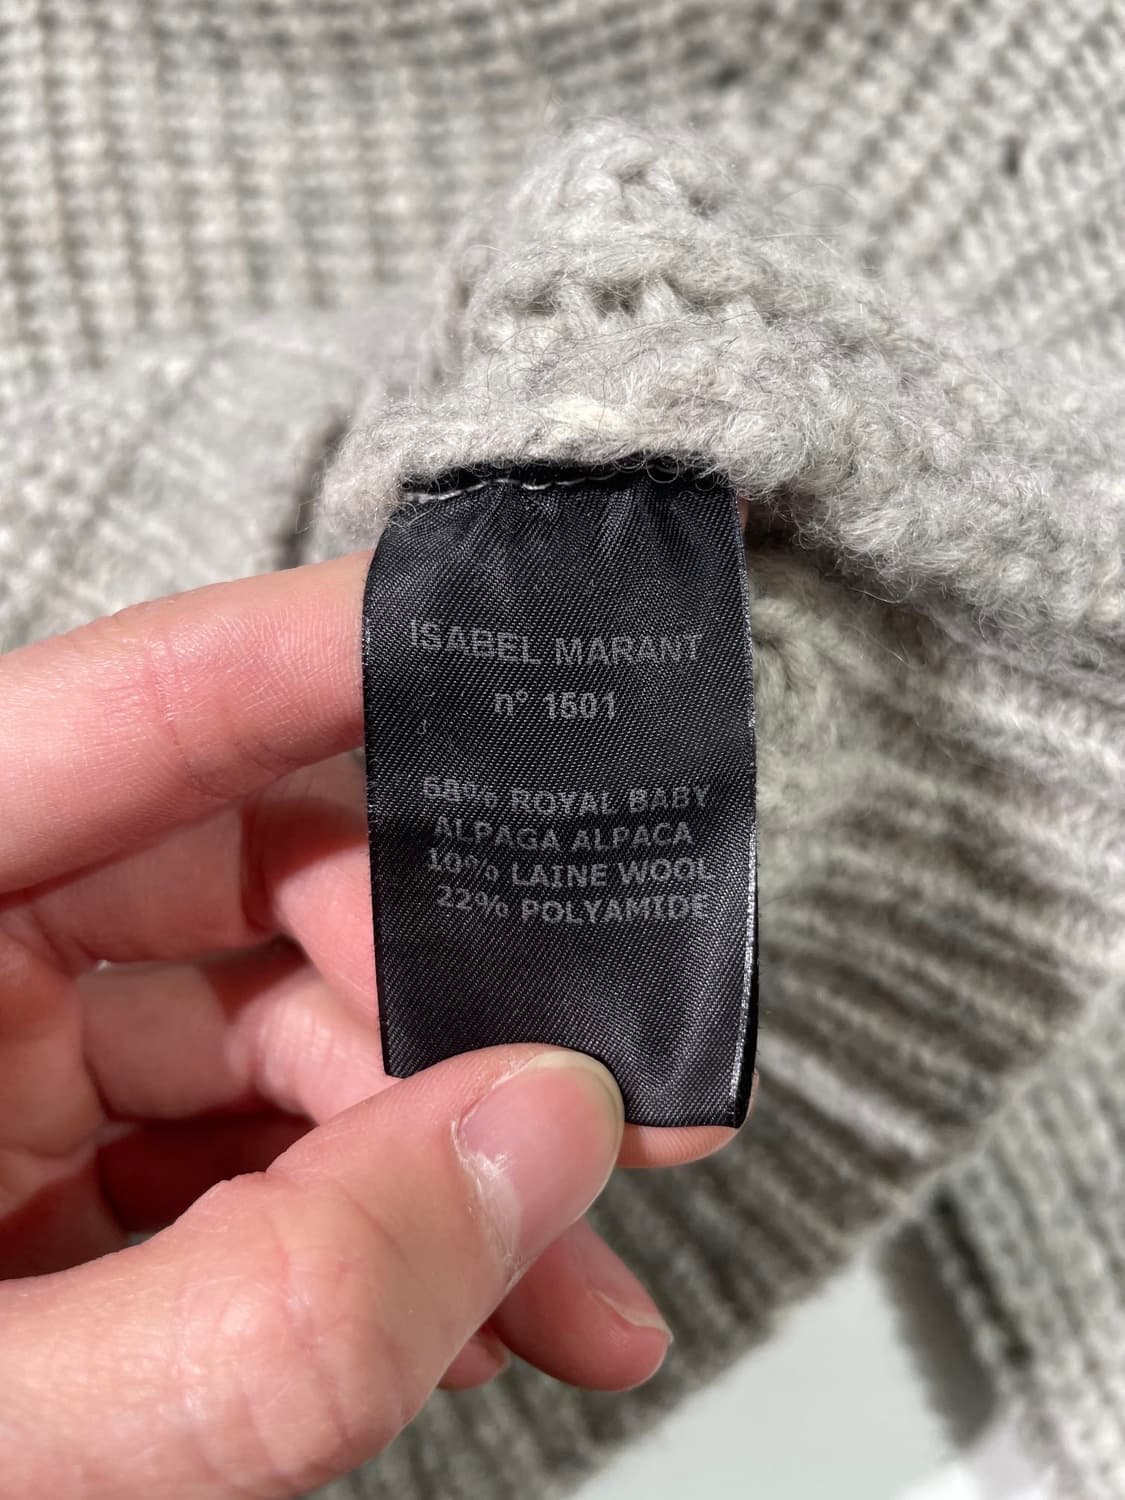 ISABEL MARANT
n° 1501
68% ROYAL BABY
ALPAGA ALPACA
10% LAINE WOOL
22% POLYAMIDE